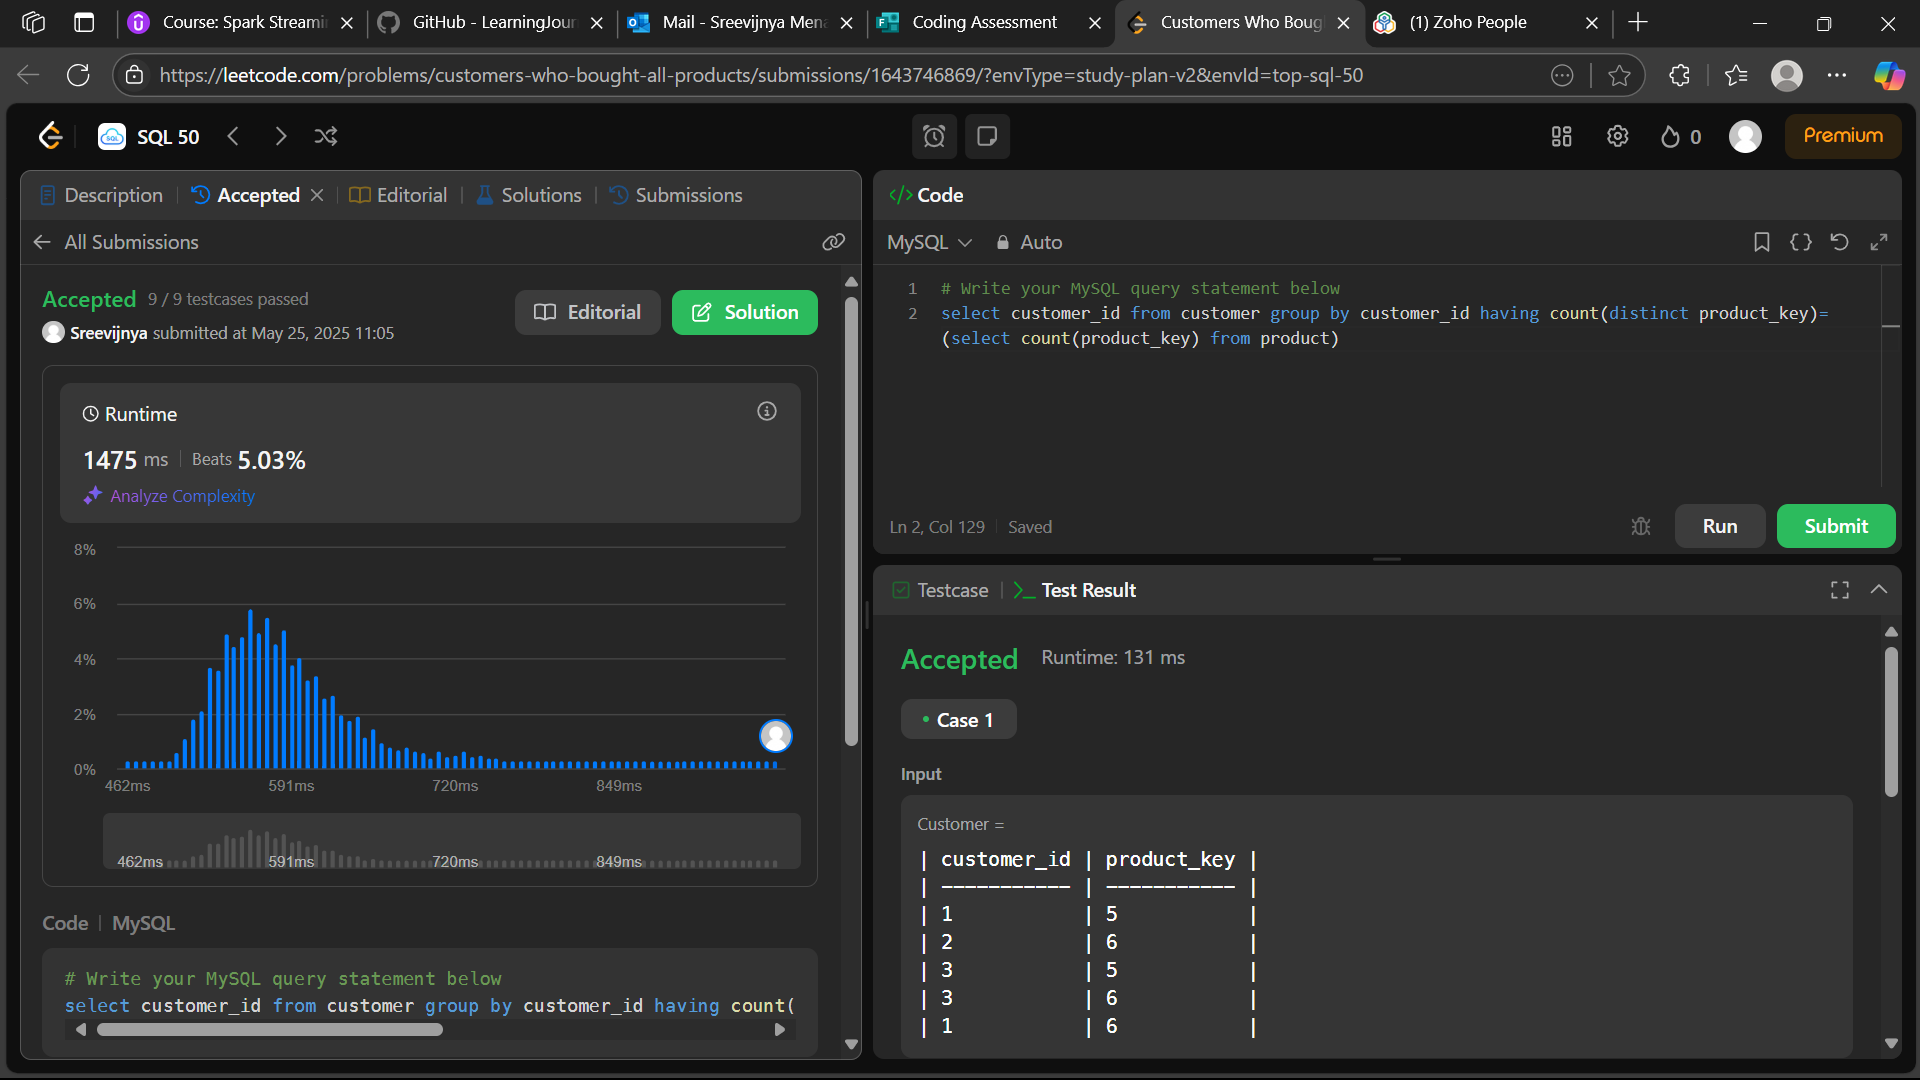 Course: Spark Streami
GitHub - LearningJour
Mail - Sreevijnya Mena
Coding Assessment
Customers Who Boug
(1) Zoho People
https://leetcode.com/problems/customers-who-bought-all-products/submissions/1643746869/?envType=study-plan-v2&envId=top-sql-50
SQL 50
0
Premium
Description
Accepted
Editorial
Solutions
Submissions
All Submissions
Accepted 9 / 9 testcases passed
Sreevijnya submitted at May 25, 2025 11:05
Editorial
Solution
Runtime
1475 ms Beats 5.03%
Analyze Complexity
8%
6%
4%
2%
0%
462ms 591ms 720ms 849ms
462ms 591ms 720ms 849ms
Code | MySQL
# Write your MySQL query statement below
select customer_id from customer group by customer_id having count(
</> Code
MySQL Auto
1 # Write your MySQL query statement below
2 select customer_id from customer group by customer_id having count(distinct product_key)=
(select count(product_key) from product)
Ln 2, Col 129 Saved
Run
Submit
Testcase
Test Result
Accepted Runtime: 131 ms
• Case 1
Input
Customer =
| customer_id | product_key |
| ----------- | ----------- |
| 1 | 5 |
| 2 | 6 |
| 3 | 5 |
| 3 | 6 |
| 1 | 6 |